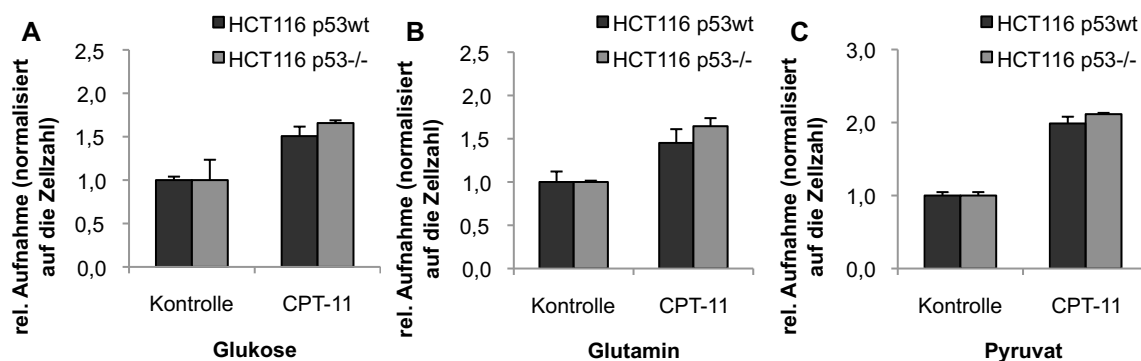 A
HCT116 p53wt
HCT116 p53-/-
rel. Aufnahme (normalisiert
auf die Zellzahl)
2,5
2,0
1,5
1,0
0,5
0,0
Kontrolle CPT-11
Glukose
B
HCT116 p53wt
HCT116 p53-/-
rel. Aufnahme (normalisiert
auf die Zellzahl)
2,5
2,0
1,5
1,0
0,5
0,0
Kontrolle CPT-11
Glutamin
C
HCT116 p53wt
HCT116 p53-/-
rel. Aufnahme (normalisiert
auf die Zellzahl)
3,0
2,0
1,0
0,0
Kontrolle CPT-11
Pyruvat